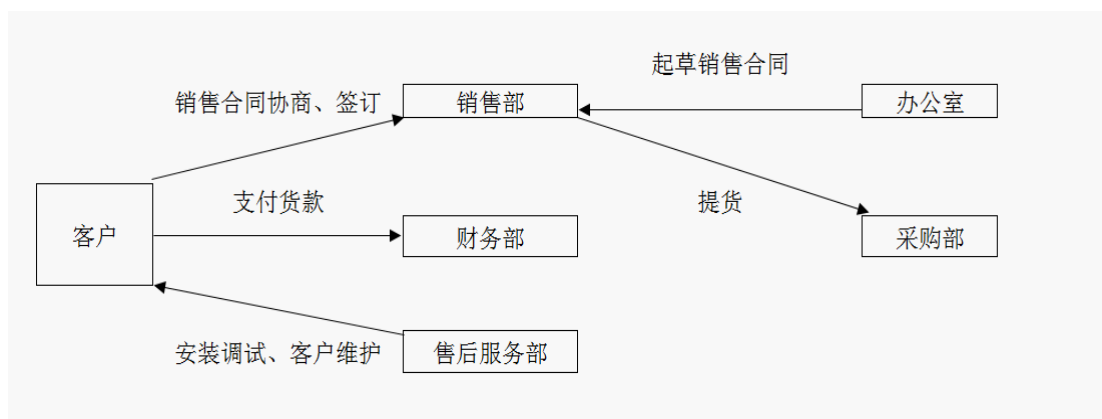 起草销售合同
销售合同协商、签订
销售部
办公室
支付货款
提货
客户
财务部
采购部
安装调试、客户维护
售后服务部